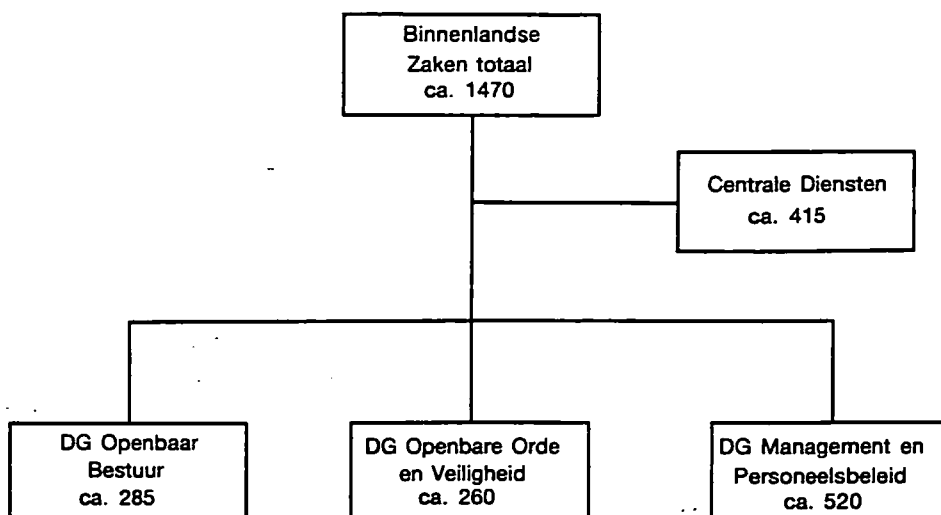 Binnenlandse
Zaken totaal
ca. 1470
Centrale Diensten
ca. 415
DG Openbaar
Bestuur
ca. 285
DG Openbare Orde
en Veiligheid
ca. 260
DG Management en
Personeelsbeleid
ca. 520